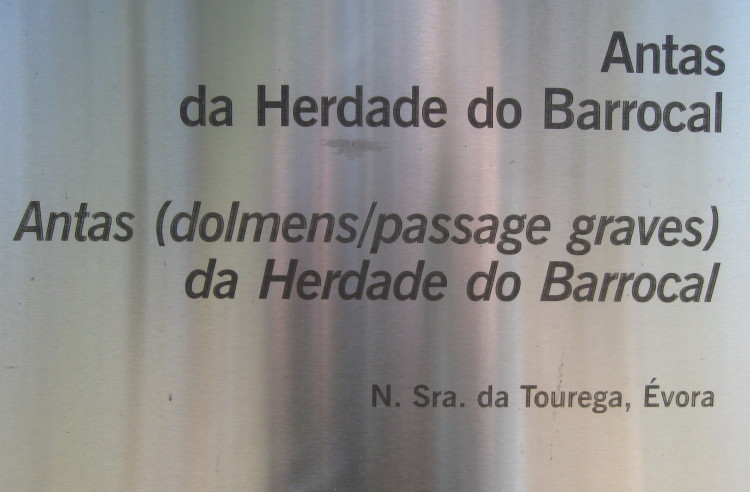 Antas
da Herdade do Barrocal
Antas (dolmens/passage graves)
da Herdade do Barrocal
N. Sra. da Tourega, Évora